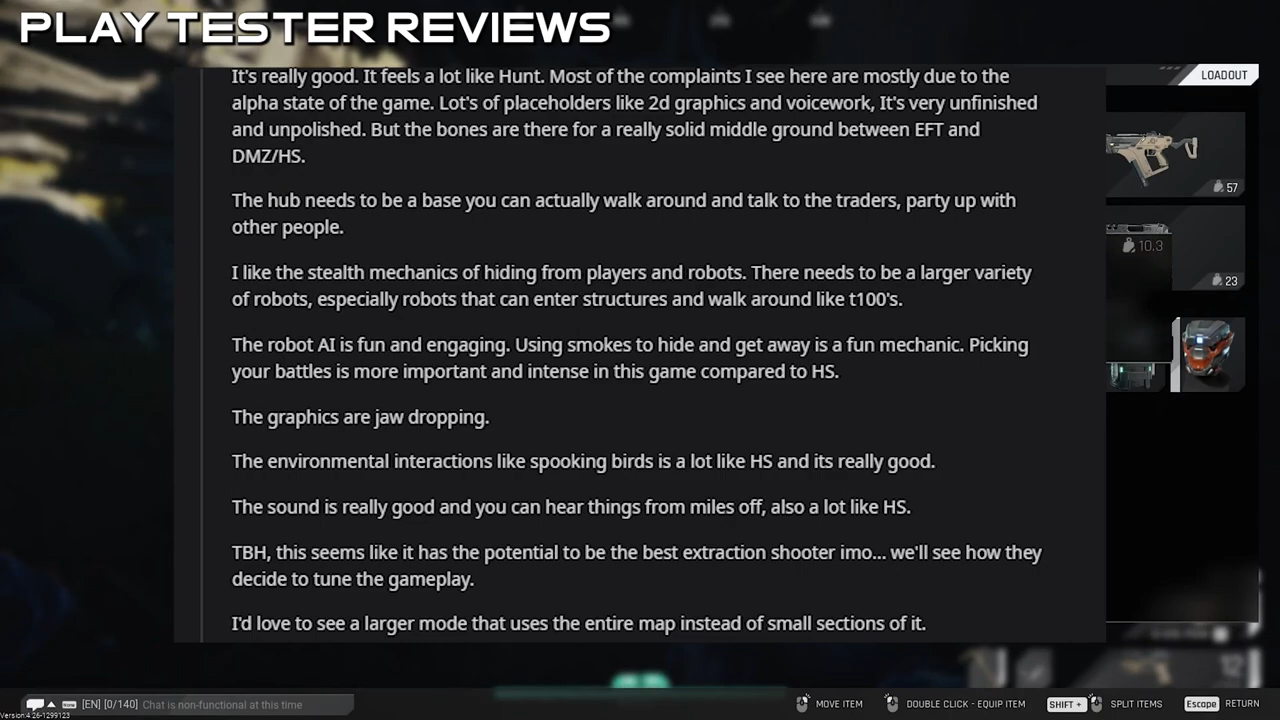 PLAY TESTER REVIEWS
It's really good. It feels a lot like Hunt. Most of the complaints I see here are mostly due to the
alpha state of the game. Lot's of placeholders like 2d graphics and voicework, It's very unfinished
and unpolished. But the bones are there for a really solid middle ground between EFT and
DMZ/HS.
The hub needs to be a base you can actually walk around and talk to the traders, party up with
other people.
I like the stealth mechanics of hiding from players and robots. There needs to be a larger variety
of robots, especially robots that can enter structures and walk around like t100's.
The robot AI is fun and engaging. Using smokes to hide and get away is a fun mechanic. Picking
your battles is more important and intense in this game compared to HS.
The graphics are jaw dropping.
The environmental interactions like spooking birds is a lot like HS and its really good.
The sound is really good and you can hear things from miles off, also a lot like HS.
TBH, this seems like it has the potential to be the best extraction shooter imo... we'll see how they
decide to tune the gameplay.
I'd love to see a larger mode that uses the entire map instead of small sections of it.
LOADOUT
57
10.3
23
12
[EN] [0/140] Chat is non-functional at this time
MOVE ITEM
DOUBLE CLICK - EQUIP ITEM
SHIFT + SPLIT ITEMS
Escape RETURN
Version:4.26-1299123